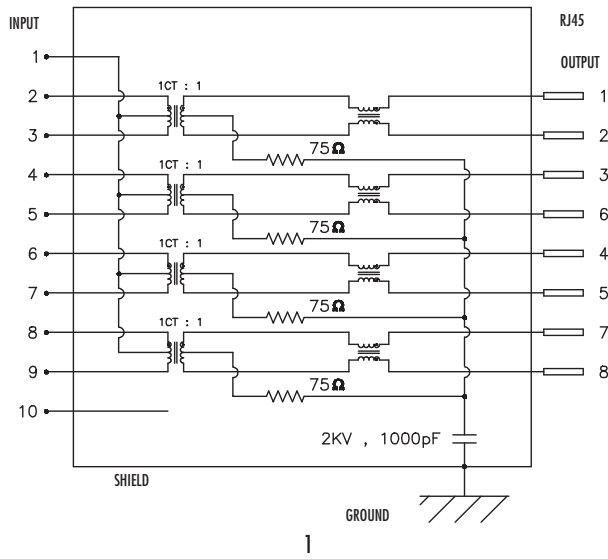 INPUT
RJ45
OUTPUT
1
2
1CT : 1
1
3
2
75Ω
4
1CT : 1
3
5
6
75Ω
6
1CT : 1
4
7
5
75Ω
8
1CT : 1
7
9
8
75Ω
10
2KV , 1000pF
SHIELD
GROUND
1